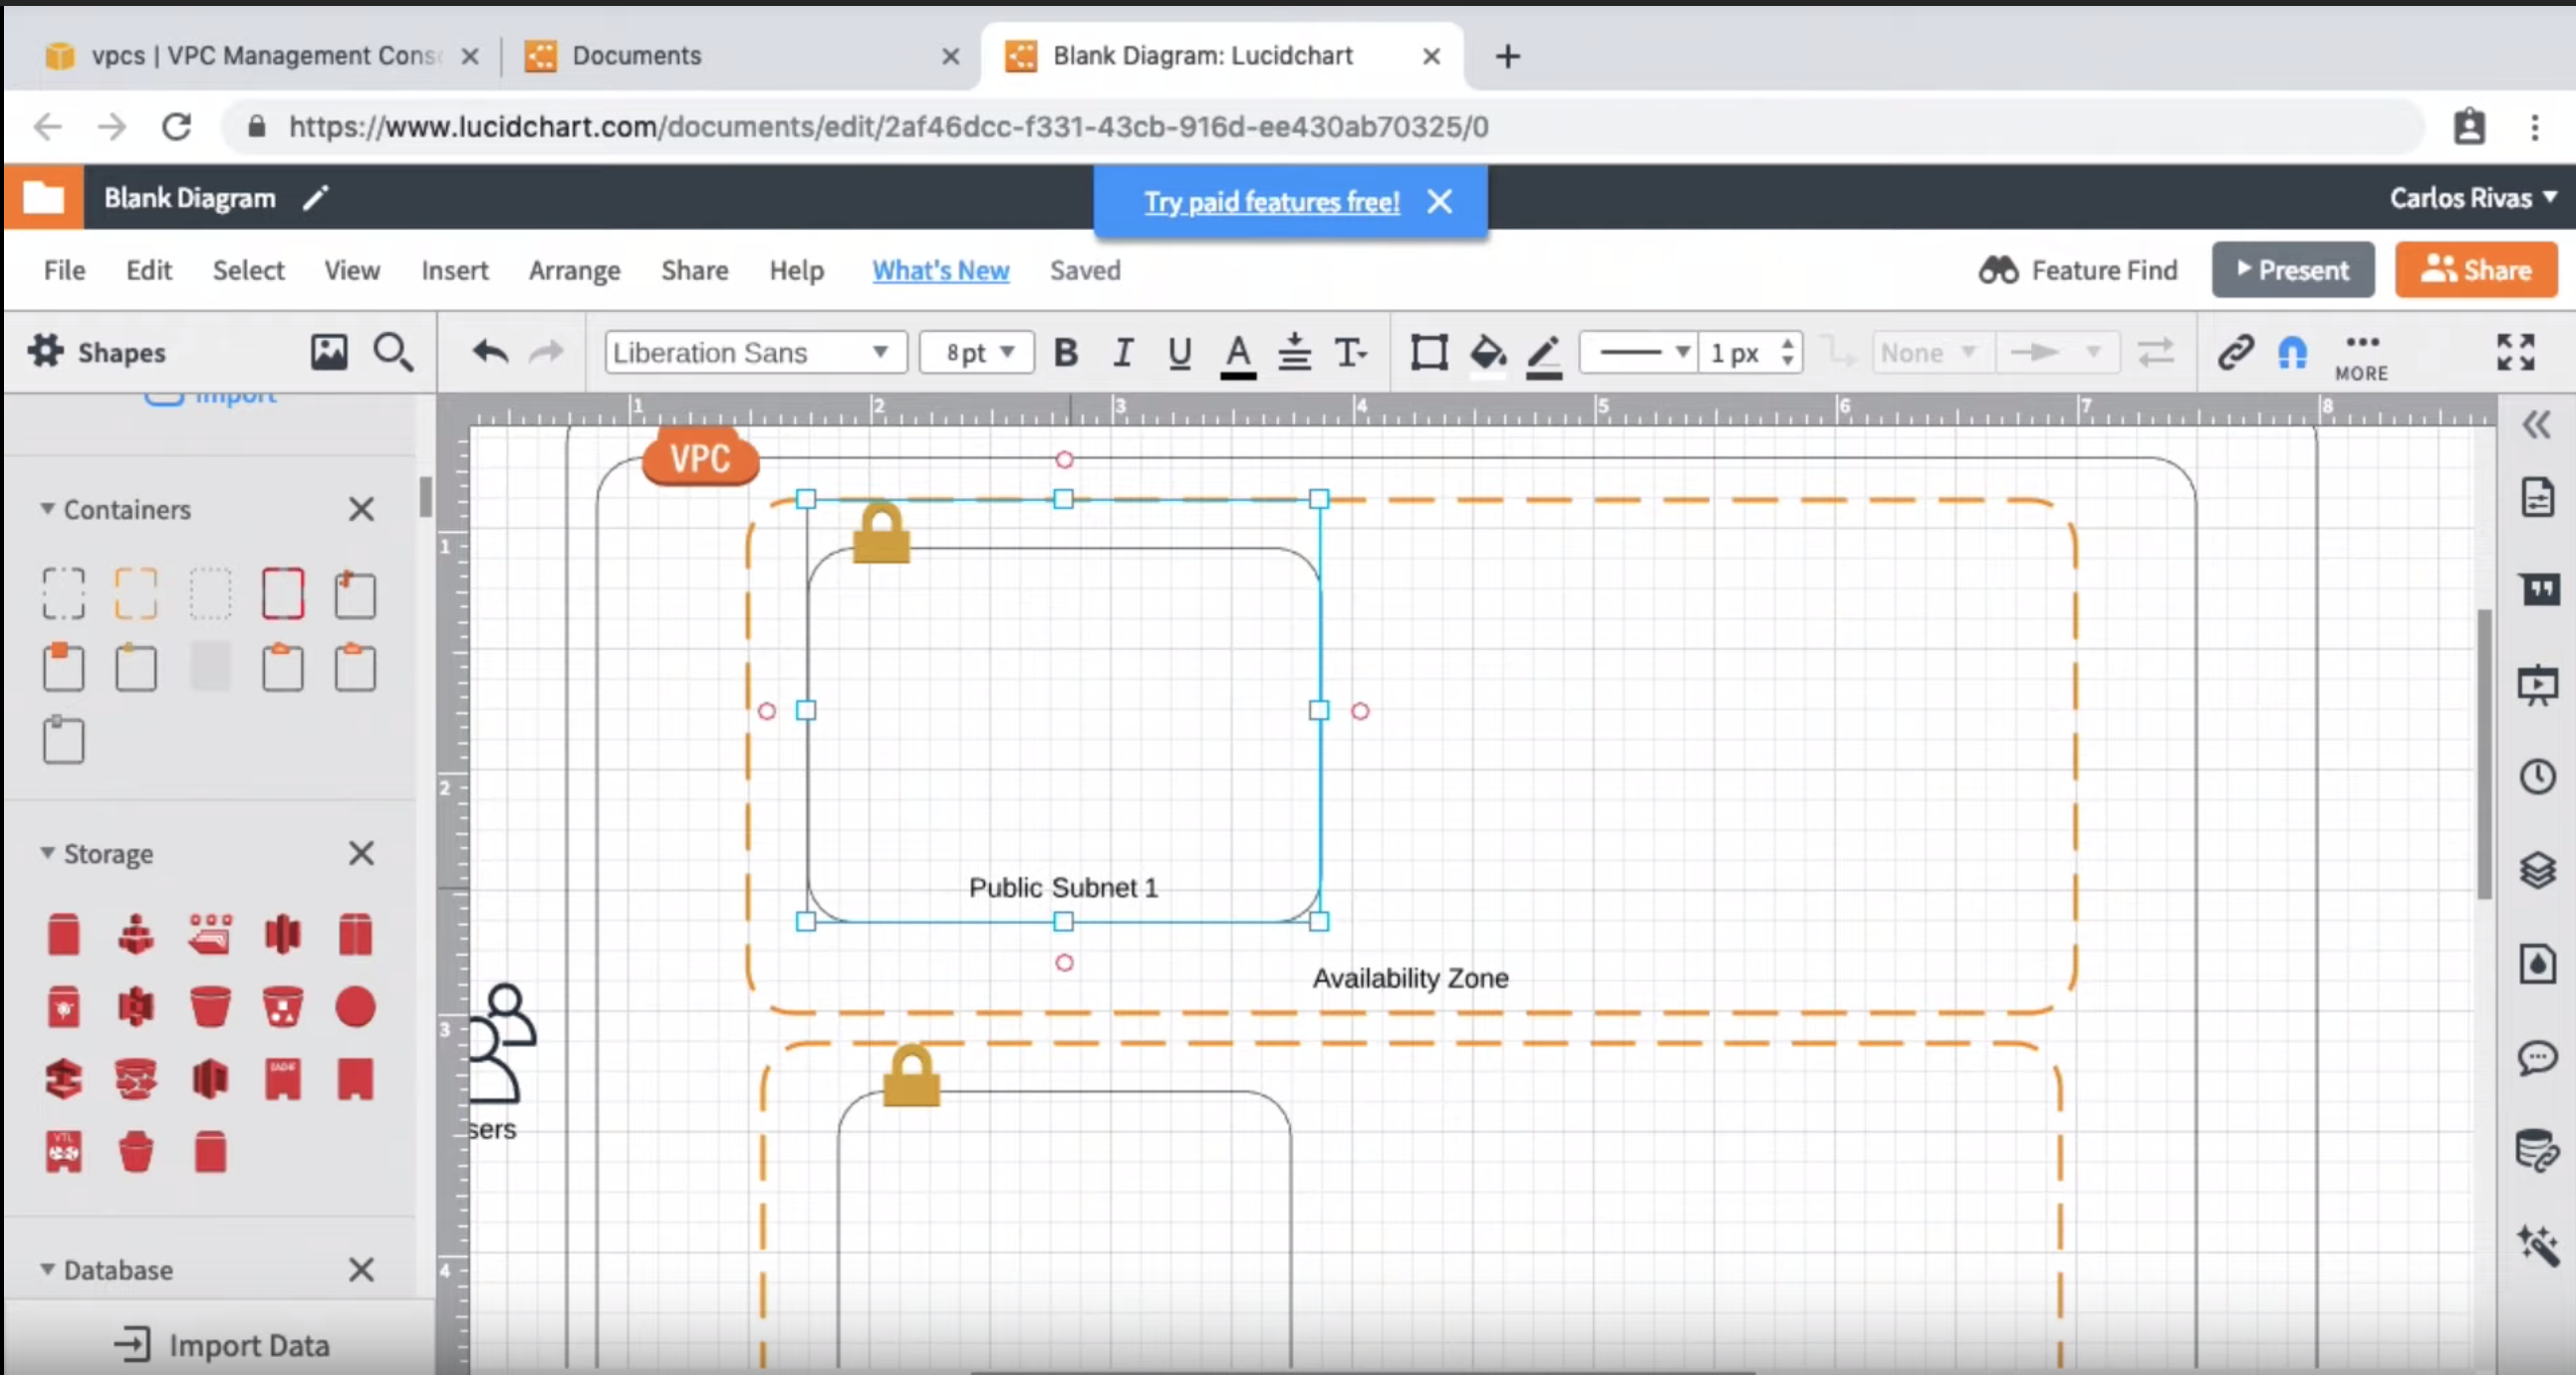 vpcs | VPC Management Cons
Documents
Blank Diagram: Lucidchart
https://www.lucidchart.com/documents/edit/2af46dcc-f331-43cb-916d-ee430ab70325/0
Blank Diagram
Try paid features free!
Carlos Rivas
File Edit Select View Insert Arrange Share Help What's New Saved
Feature Find
Present
Share
Shapes
Liberation Sans
8pt
B I U A T
1 px
None
MORE
Import
1 2 3 4 5 6 7 8
VPC
Containers
1
2
Storage
Public Subnet 1
Availability Zone
3
sers
VTL
Database
4
Import Data